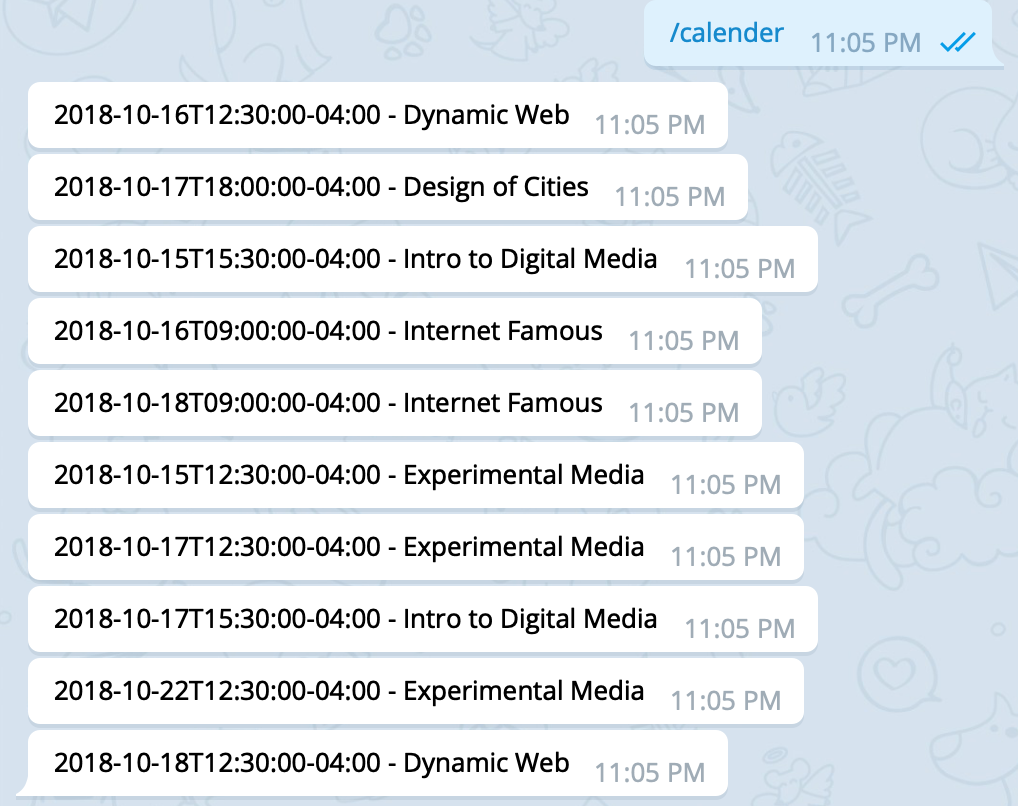 /calender 11:05 PM
2018-10-16T12:30:00-04:00 - Dynamic Web 11:05 PM
2018-10-17T18:00:00-04:00 - Design of Cities 11:05 PM
2018-10-15T15:30:00-04:00 - Intro to Digital Media 11:05 PM
2018-10-16T09:00:00-04:00 - Internet Famous 11:05 PM
2018-10-18T09:00:00-04:00 - Internet Famous 11:05 PM
2018-10-15T12:30:00-04:00 - Experimental Media 11:05 PM
2018-10-17T12:30:00-04:00 - Experimental Media 11:05 PM
2018-10-17T15:30:00-04:00 - Intro to Digital Media 11:05 PM
2018-10-22T12:30:00-04:00 - Experimental Media 11:05 PM
2018-10-18T12:30:00-04:00 - Dynamic Web 11:05 PM